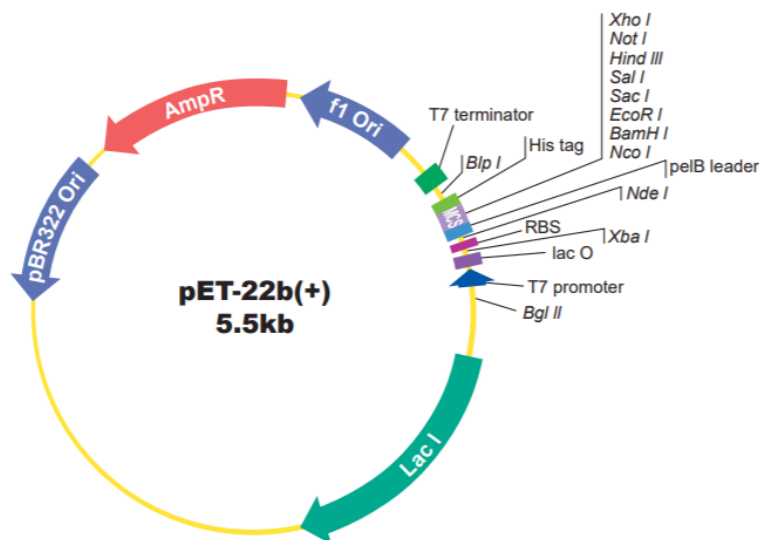 Xho I
Not I
Hind III
Sal I
Sac I
EcoR I
BamH I
Nco I
AmpR
f1 Ori
T7 terminator
Blp I
His tag
pelB leader
MCS
Nde I
pBR322 Ori
RBS
Xba I
lac O
pET-22b(+)
5.5kb
T7 promoter
Bgl II
Lac I